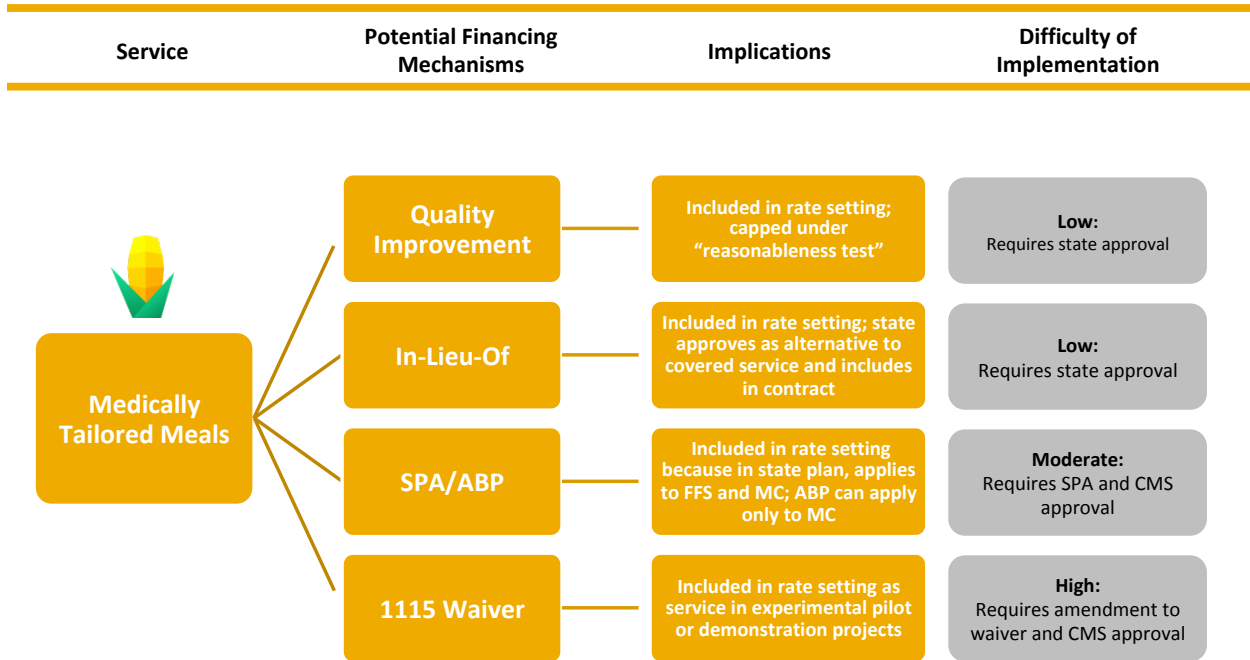 Service
Potential Financing
Mechanisms
Implications
Difficulty of
Implementation
Medically
Tailored Meals
Quality
Improvement
Included in rate setting;
capped under
“reasonableness test”
Low:
Requires state approval
In-Lieu-Of
Included in rate setting; state
approves as alternative to
covered service and includes
in contract
Low:
Requires state approval
SPA/ABP
Included in rate setting
because in state plan, applies
to FFS and MC; ABP can apply
only to MC
Moderate:
Requires SPA and CMS
approval
1115 Waiver
Included in rate setting as
service in experimental pilot
or demonstration projects
High:
Requires amendment to
waiver and CMS approval